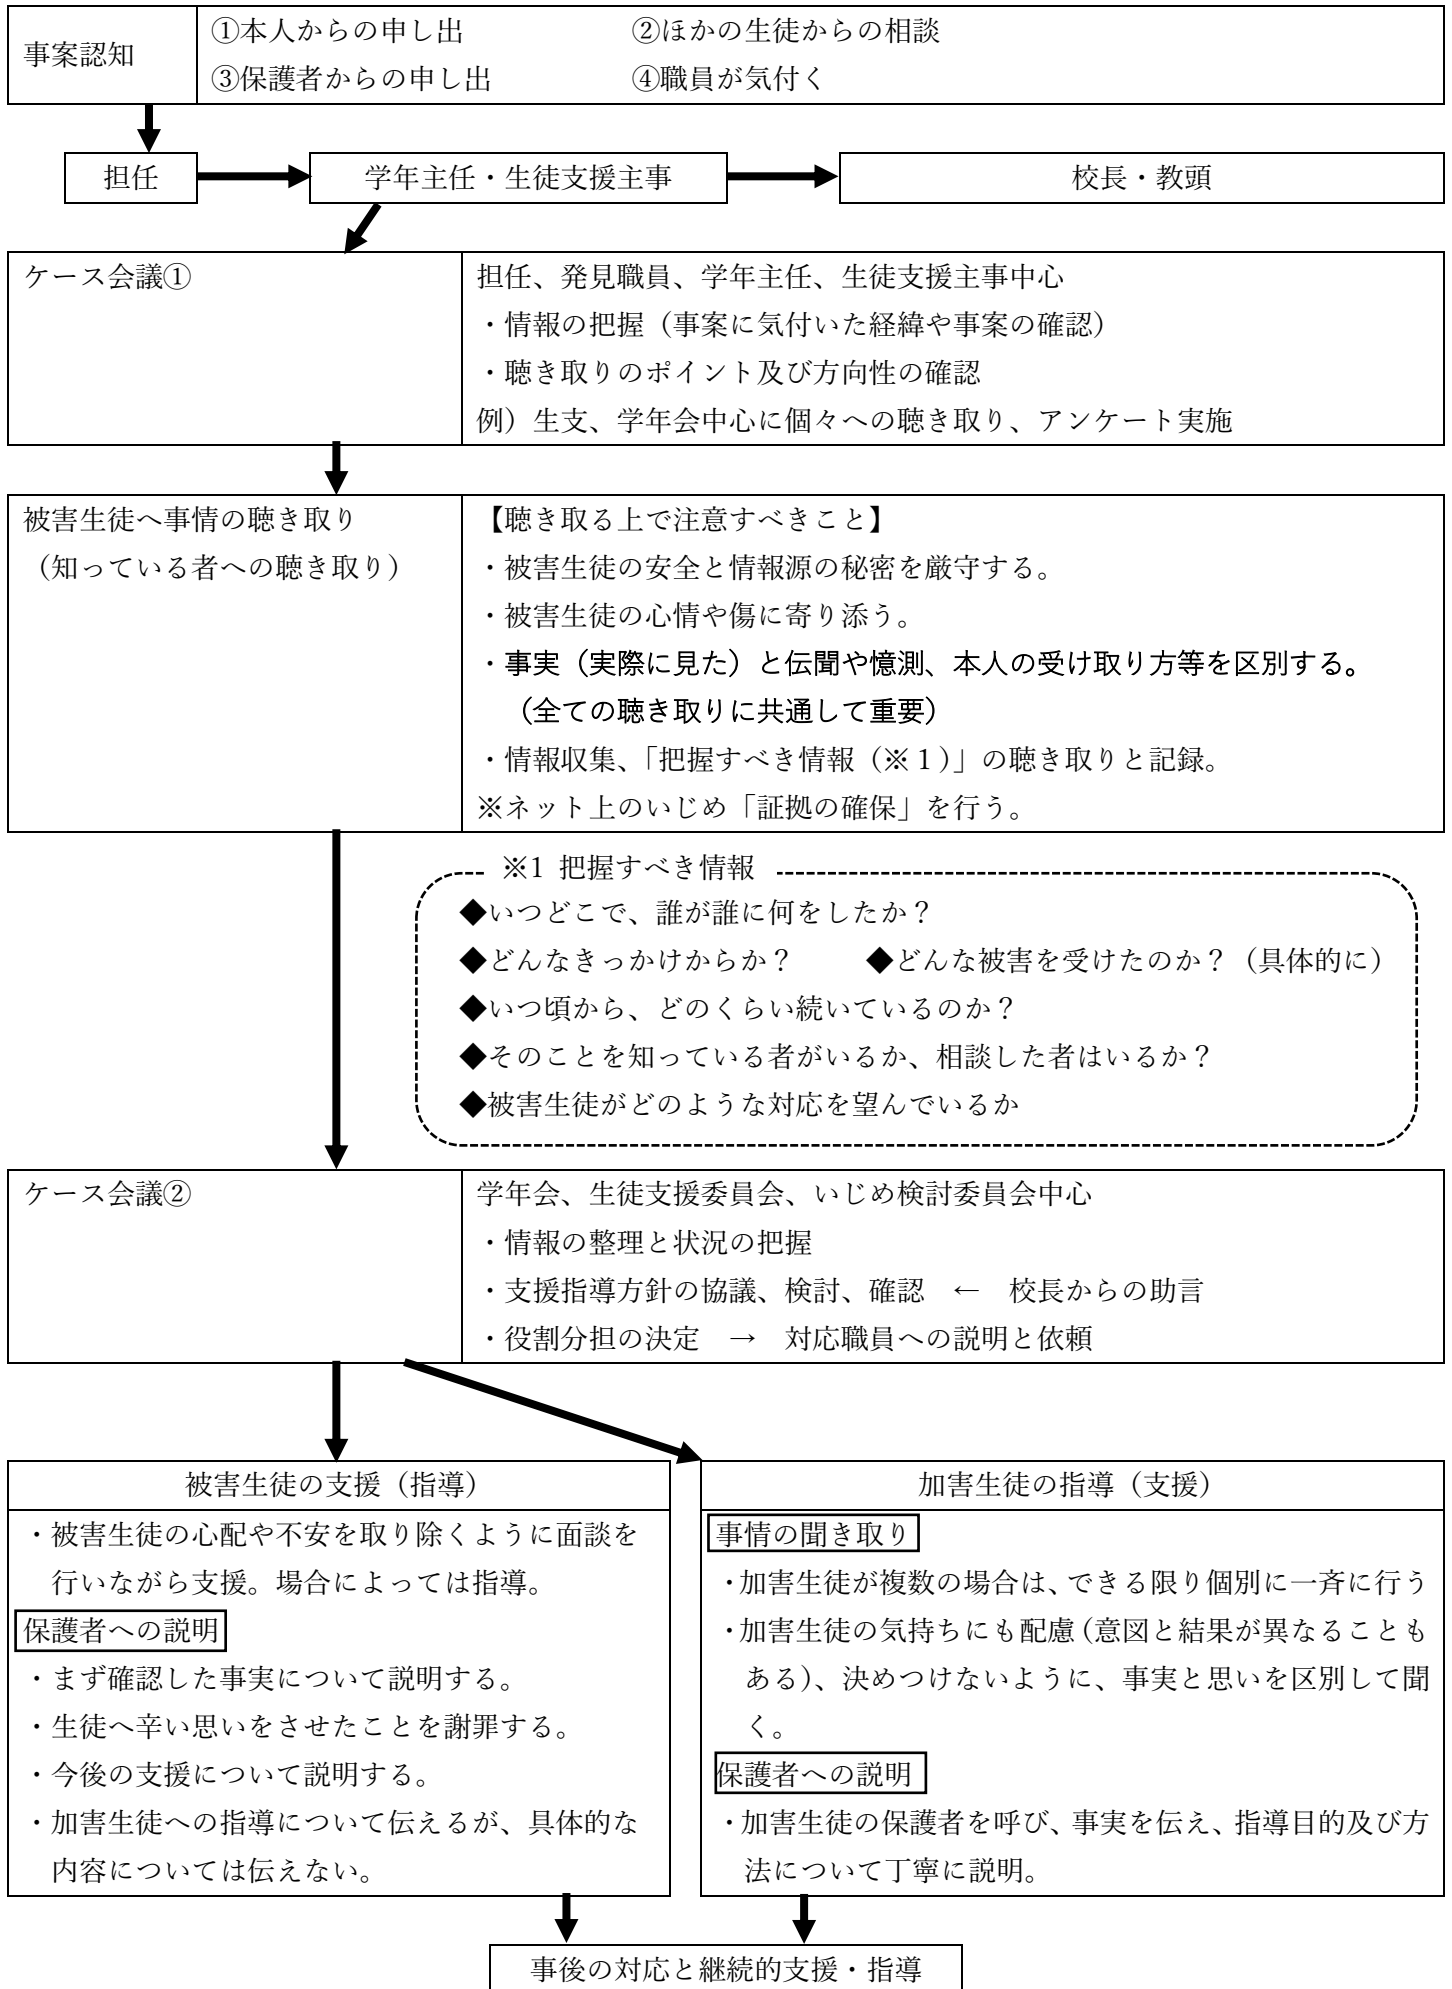 事案認知
①本人からの申し出 ②ほかの生徒からの相談
③保護者からの申し出 ④職員が気付く
担任 学年主任・生徒支援主事 校長・教頭
ケース会議①
担任、発見職員、学年主任、生徒支援主事中心
・情報の把握（事案に気付いた経緯や事案の確認）
・聴き取りのポイント及び方向性の確認
例）生支、学年会中心に個々への聴き取り、アンケート実施
被害生徒へ事情の聴き取り
（知っている者への聴き取り）
【聴き取る上で注意すべきこと】
・被害生徒の安全と情報源の秘密を厳守する。
・被害生徒の心情や傷に寄り添う。
・事実（実際に見た）と伝聞や憶測、本人の受け取り方等を区別する。
（全ての聴き取りに共通して重要）
・情報収集、「把握すべき情報（※１）」の聴き取りと記録。
※ネット上のいじめ「証拠の確保」を行う。
※1 把握すべき情報
◆いつどこで、誰が誰に何をしたか？
◆どんなきっかけからか？ ◆どんな被害を受けたのか？（具体的に）
◆いつ頃から、どのくらい続いているのか？
◆そのことを知っている者がいるか、相談した者はいるか？
◆被害生徒がどのような対応を望んでいるか
ケース会議②
学年会、生徒支援委員会、いじめ検討委員会中心
・情報の整理と状況の把握
・支援指導方針の協議、検討、確認　←　校長からの助言
・役割分担の決定　→　対応職員への説明と依頼
被害生徒の支援（指導）
・被害生徒の心配や不安を取り除くように面談を
行いながら支援。場合によっては指導。
保護者への説明
・まず確認した事実について説明する。
・生徒へ辛い思いをさせたことを謝罪する。
・今後の支援について説明する。
・加害生徒への指導について伝えるが、具体的な
内容については伝えない。
加害生徒の指導（支援）
事情の聞き取り
・加害生徒が複数の場合は、できる限り個別に一斉に行う
・加害生徒の気持ちにも配慮（意図と結果が異なることも
ある）、決めつけないように、事実と思いを区別して聞
く。
保護者への説明
・加害生徒の保護者を呼び、事実を伝え、指導目的及び方
法について丁寧に説明。
事後の対応と継続的支援・指導